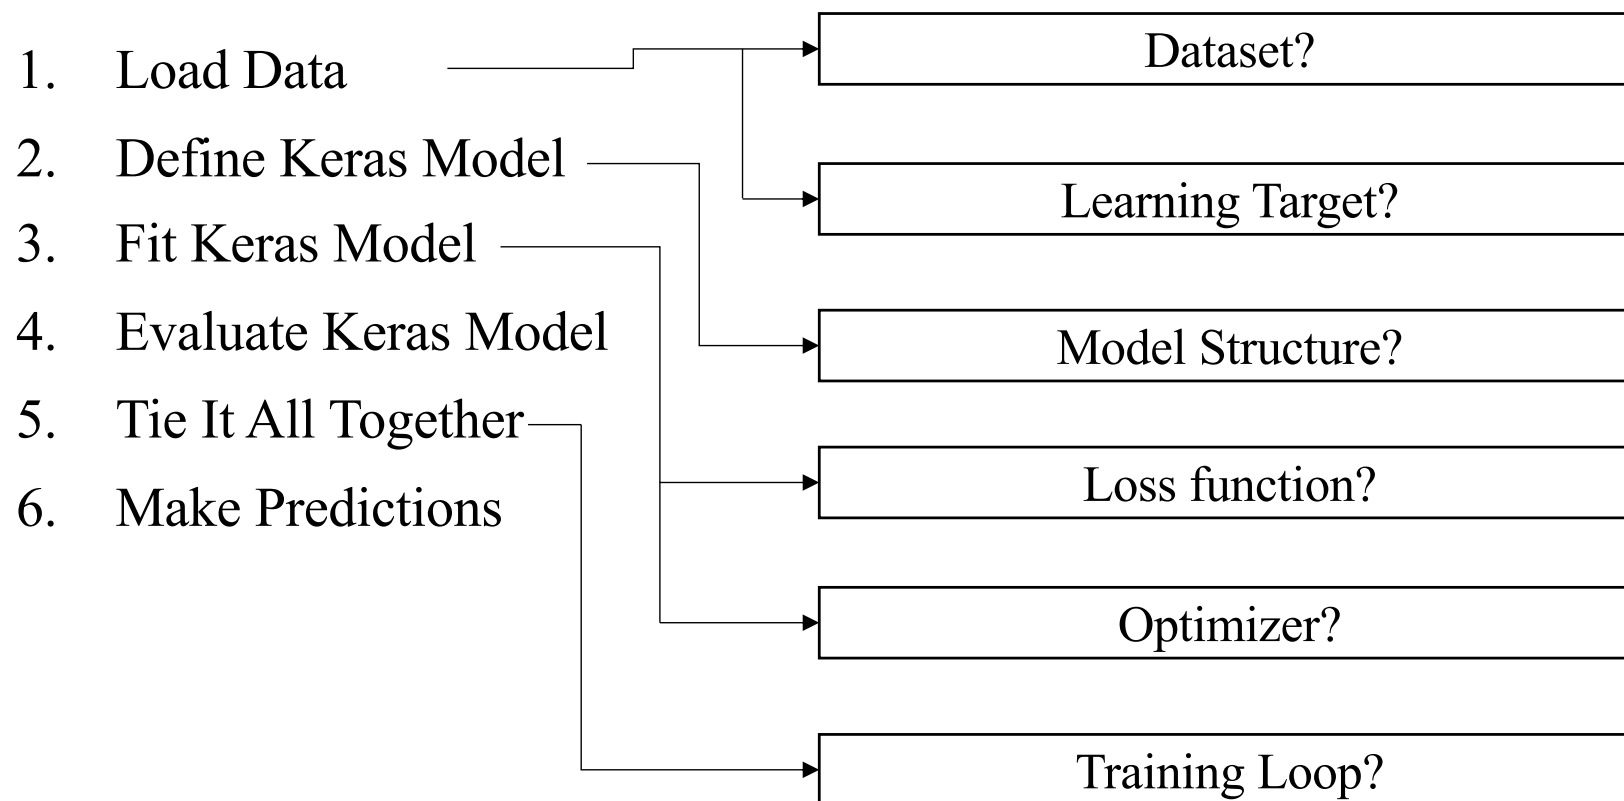 1. Load Data
2. Define Keras Model
3. Fit Keras Model
4. Evaluate Keras Model
5. Tie It All Together
6. Make Predictions
Dataset?
Learning Target?
Model Structure?
Loss function?
Optimizer?
Training Loop?